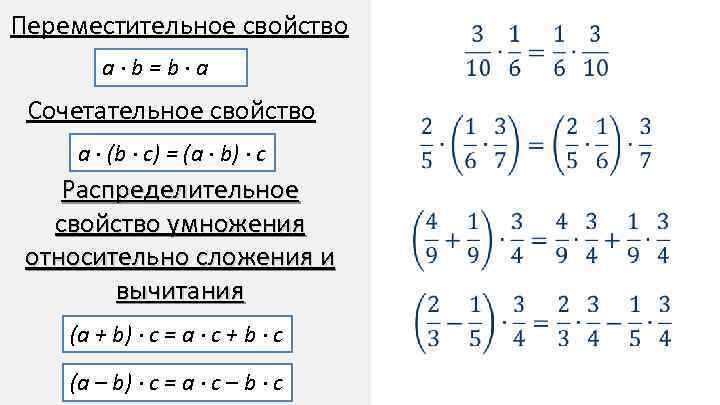 Переместительное свойство
a · b = b · a
Сочетательное свойство
a · (b · c) = (a · b) · c
Распределительное
свойство умножения
относительно сложения и
вычитания
(a + b) · c = a · c + b · c
(a – b) · c = a · c – b · c
3/10 · 1/6 = 1/6 · 3/10
2/5 · (1/6 · 3/7) = (2/5 · 1/6) · 3/7
(4/9 + 1/9) · 3/4 = 4/9 · 3/4 + 1/9 · 3/4
(2/3 − 1/5) · 3/4 = 2/3 · 3/4 − 1/5 · 3/4